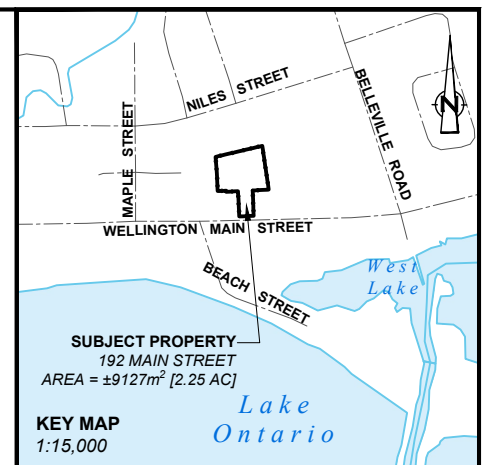 NILES STREET
BELLEVILLE ROAD
N
MAPLE STREET
WELLINGTON MAIN STREET
BEACH STREET
West
Lake
SUBJECT PROPERTY
192 MAIN STREET
AREA = ±9127m² [2.25 AC]
KEY MAP
1:15,000
Lake
Ontario